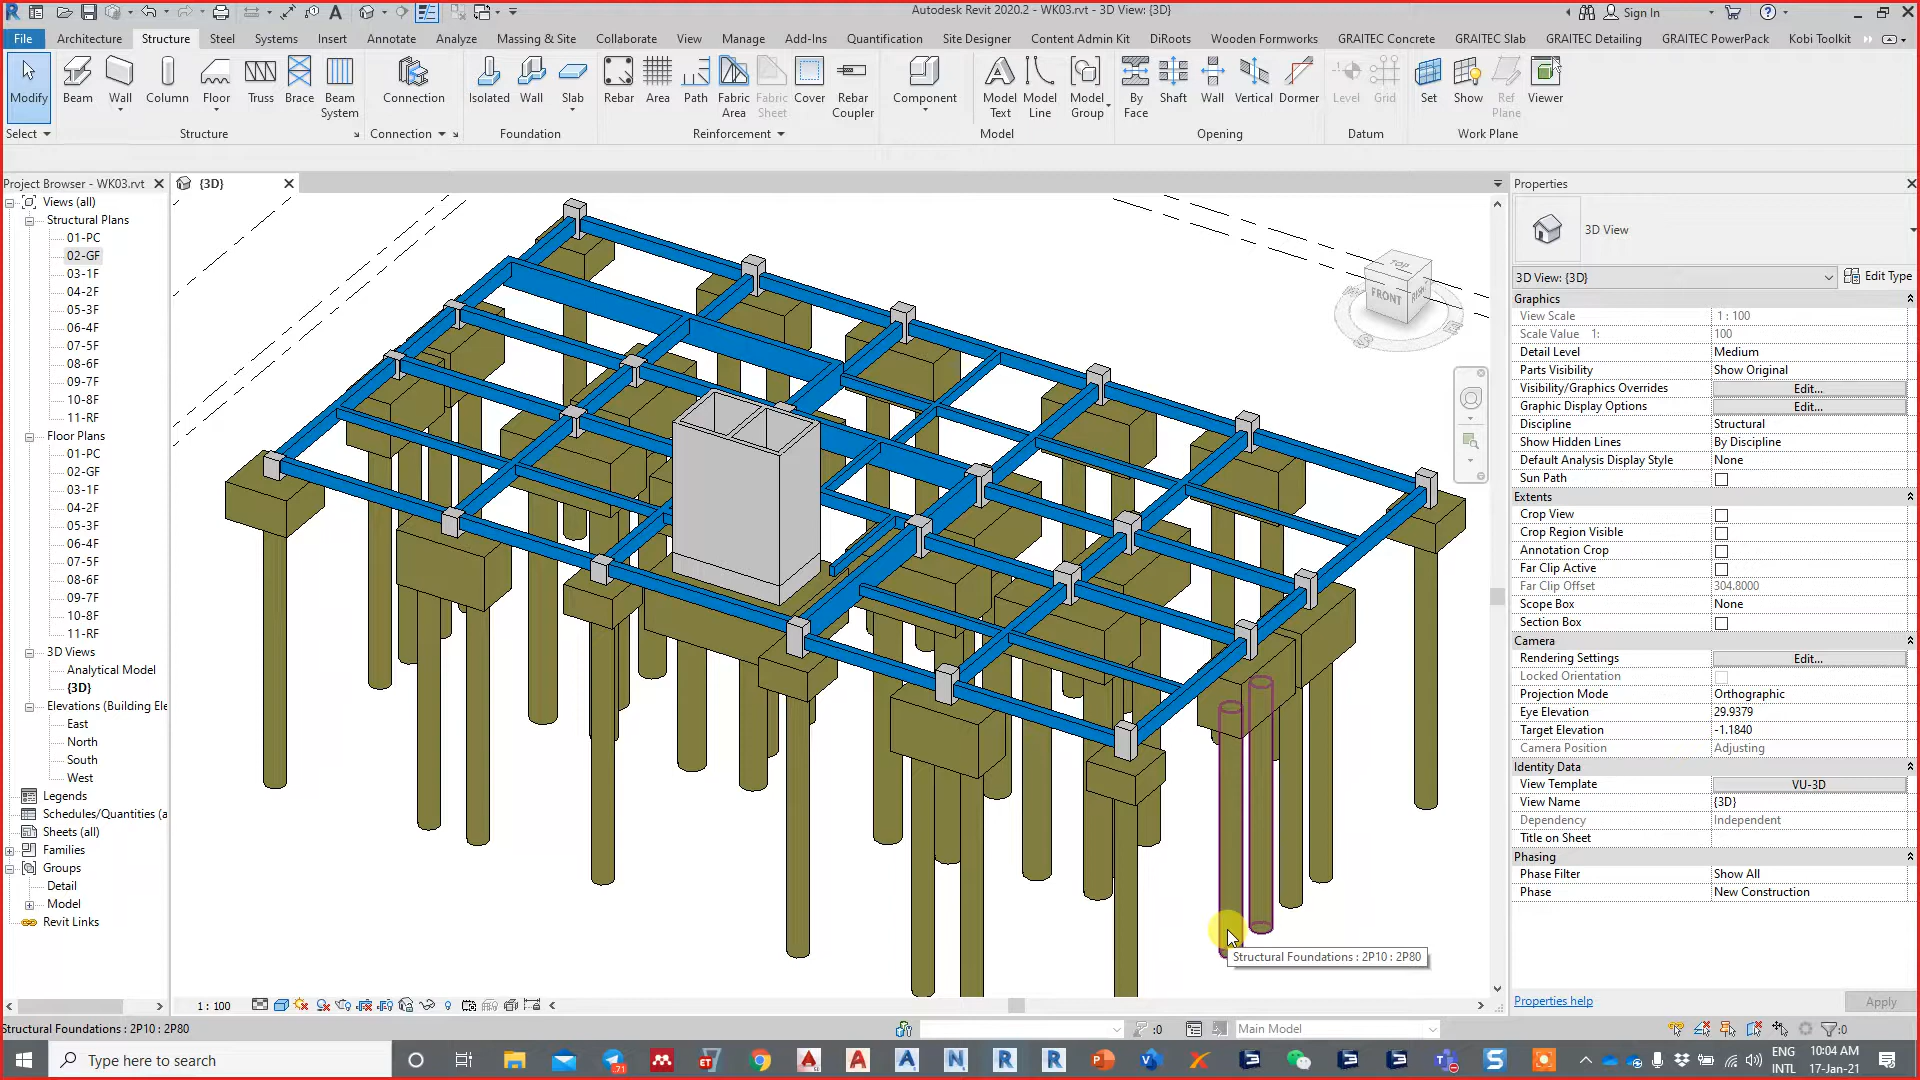 Autodesk Revit 2020.2 - WK03.rvt - 3D View: {3D}
Sign In
File Architecture Structure Steel Systems Insert Annotate Analyze Massing & Site Collaborate View Manage Add-Ins Quantification Site Designer Content Admin Kit DiRoots Wooden Formworks GRAITEC Concrete GRAITEC Slab GRAITEC Detailing GRAITEC PowerPack Kobi Toolkit
Modify Beam Wall Column Floor Truss Brace Beam System Connection Isolated Wall Slab Rebar Area Path Fabric Area Fabric Sheet Cover Rebar Coupler Component Model Text Model Line Model Group By Face Shaft Wall Vertical Dormer Level Grid Set Show Ref Plane Viewer
Select Structure Connection Foundation Reinforcement Model Opening Datum Work Plane
Project Browser - WK03.rvt
{3D}
Properties
Views (all)
Structural Plans
01-PC
02-GF
03-1F
04-2F
05-3F
06-4F
07-5F
08-6F
09-7F
10-8F
11-RF
Floor Plans
01-PC
02-GF
03-1F
04-2F
05-3F
06-4F
07-5F
08-6F
09-7F
10-8F
11-RF
3D Views
Analytical Model
{3D}
Elevations (Building Ele
East
North
South
West
Legends
Schedules/Quantities (a
Sheets (all)
Families
Groups
Detail
Model
Revit Links
TOP
FRONT
Structural Foundations : 2P10 : 2P80
3D View
3D View: {3D}
Edit Type
Graphics
View Scale 1 : 100
Scale Value 1: 100
Detail Level Medium
Parts Visibility Show Original
Visibility/Graphics Overrides Edit...
Graphic Display Options Edit...
Discipline Structural
Show Hidden Lines By Discipline
Default Analysis Display Style None
Sun Path
Extents
Crop View
Crop Region Visible
Annotation Crop
Far Clip Active
Far Clip Offset 304.8000
Scope Box None
Section Box
Camera
Rendering Settings Edit...
Locked Orientation
Projection Mode Orthographic
Eye Elevation 29.9379
Target Elevation -1.1840
Camera Position Adjusting
Identity Data
View Template VU-3D
View Name {3D}
Dependency Independent
Title on Sheet
Phasing
Phase Filter Show All
Phase New Construction
Properties help
Apply
1 : 100
Structural Foundations : 2P10 : 2P80
:0
Main Model
:0
Type here to search
ENG
INTL
10:04 AM
17-Jan-21